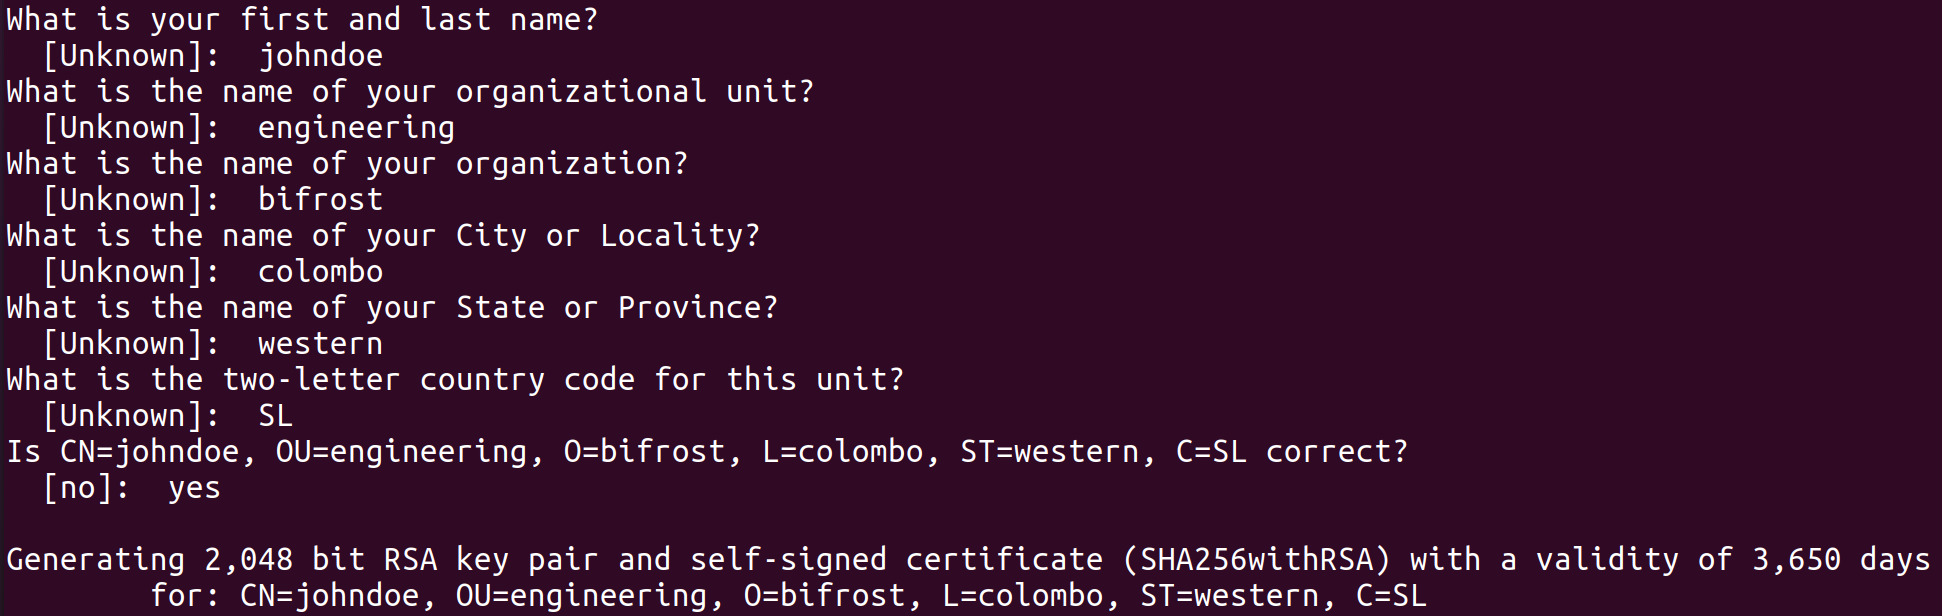 What is your first and last name?
  [Unknown]:  johndoe
What is the name of your organizational unit?
  [Unknown]:  engineering
What is the name of your organization?
  [Unknown]:  bifrost
What is the name of your City or Locality?
  [Unknown]:  colombo
What is the name of your State or Province?
  [Unknown]:  western
What is the two-letter country code for this unit?
  [Unknown]:  SL
Is CN=johndoe, OU=engineering, O=bifrost, L=colombo, ST=western, C=SL correct?
  [no]:  yes

Generating 2,048 bit RSA key pair and self-signed certificate (SHA256withRSA) with a validity of 3,650 days
        for: CN=johndoe, OU=engineering, O=bifrost, L=colombo, ST=western, C=SL